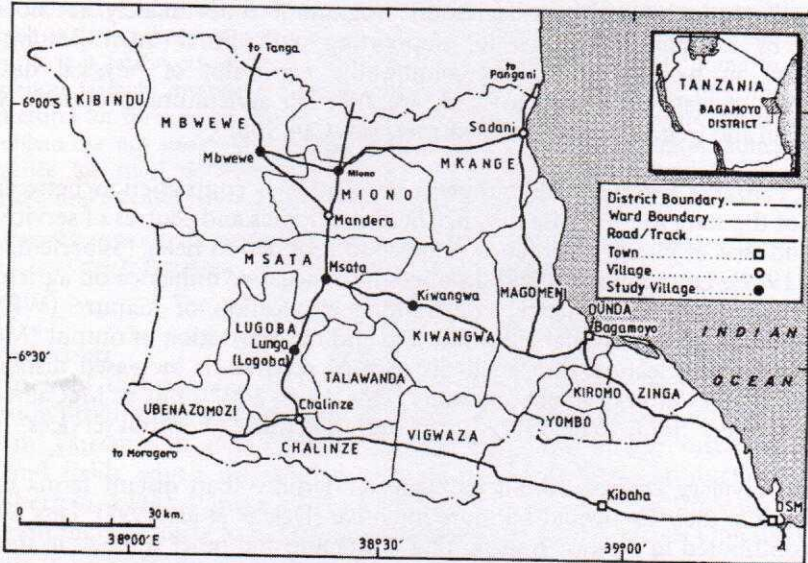 to Tanga
to Pangani
6°00'S
KIBINDU
MBWEWE
Mbwewe
Miono
MIONO
Sadani
MKANGE
Mandera
MSATA
Msata
Kiwangwa
KIWANGWA
MAGOMENI
DUNDA
Bagamoyo
INDIAN
OCEAN
6°30'
LUGOBA
Lunga
(Logoba)
TALAWANDA
UBENAZOMOZI
Chalinze
CHALINZE
VIGWAZA
YOMBO
KIROMO
ZINGA
to Morogoro
Kibaha
DSM
0 30 km.
38°00'E
38°30'
39°00'
TANZANIA
BAGAMOYO
DISTRICT
District Boundary
Ward Boundary
Road/Track
Town
Village
Study Village